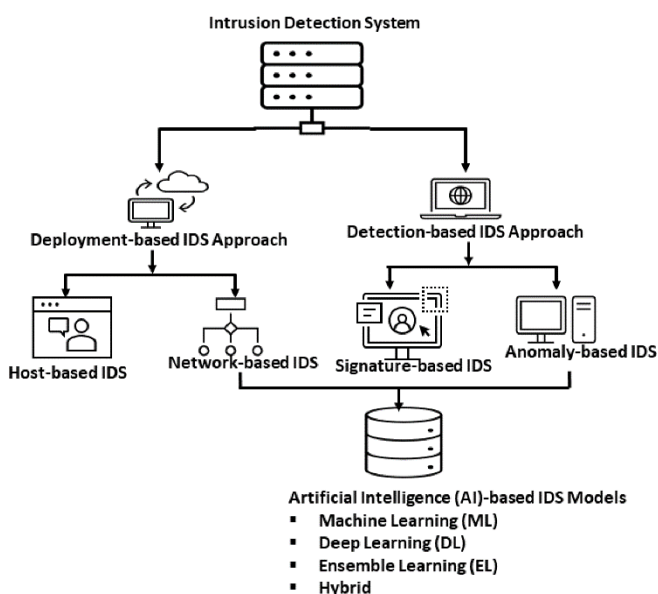 Intrusion Detection System
Deployment-based IDS Approach
Detection-based IDS Approach
Host-based IDS
Network-based IDS
Signature-based IDS
Anomaly-based IDS
Artificial Intelligence (AI)-based IDS Models
▪ Machine Learning (ML)
▪ Deep Learning (DL)
▪ Ensemble Learning (EL)
▪ Hybrid